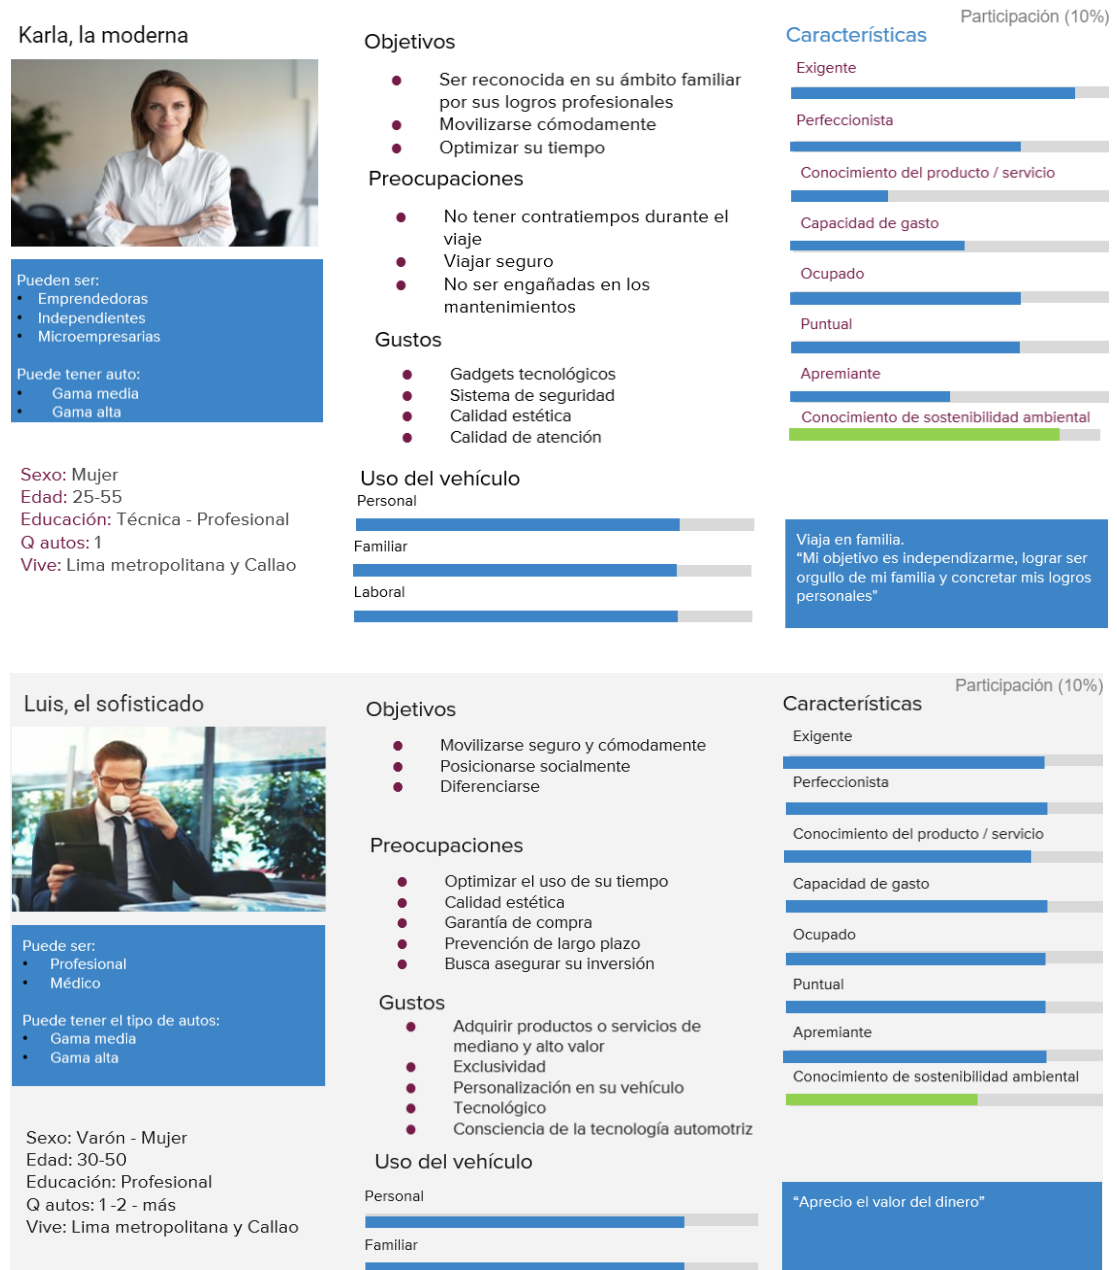 Participación (10%)
Karla, la moderna
Pueden ser:
• Emprendedoras
• Independientes
• Microempresarias
Puede tener auto:
• Gama media
• Gama alta
Sexo: Mujer
Edad: 25-55
Educación: Técnica - Profesional
Q autos: 1
Vive: Lima metropolitana y Callao
Objetivos
● Ser reconocida en su ámbito familiar
por sus logros profesionales
● Movilizarse cómodamente
● Optimizar su tiempo
Preocupaciones
● No tener contratiempos durante el
viaje
● Viajar seguro
● No ser engañadas en los
mantenimientos
Gustos
● Gadgets tecnológicos
● Sistema de seguridad
● Calidad estética
● Calidad de atención
Uso del vehículo
Personal
Familiar
Laboral
Características
Exigente
Perfeccionista
Conocimiento del producto / servicio
Capacidad de gasto
Ocupado
Puntual
Apremiante
Conocimiento de sostenibilidad ambiental
Viaja en familia.
“Mi objetivo es independizarme, lograr ser
orgullo de mi familia y concretar mis logros
personales”
Participación (10%)
Luis, el sofisticado
Puede ser:
• Profesional
• Médico
Puede tener el tipo de autos:
• Gama media
• Gama alta
Sexo: Varón - Mujer
Edad: 30-50
Educación: Profesional
Q autos: 1 -2 - más
Vive: Lima metropolitana y Callao
Objetivos
● Movilizarse seguro y cómodamente
● Posicionarse socialmente
● Diferenciarse
Preocupaciones
● Optimizar el uso de su tiempo
● Calidad estética
● Garantía de compra
● Prevención de largo plazo
● Busca asegurar su inversión
Gustos
● Adquirir productos o servicios de
mediano y alto valor
● Exclusividad
● Personalización en su vehículo
● Tecnológico
● Consciencia de la tecnología automotriz
Uso del vehículo
Personal
Familiar
Características
Exigente
Perfeccionista
Conocimiento del producto / servicio
Capacidad de gasto
Ocupado
Puntual
Apremiante
Conocimiento de sostenibilidad ambiental
“Aprecio el valor del dinero”